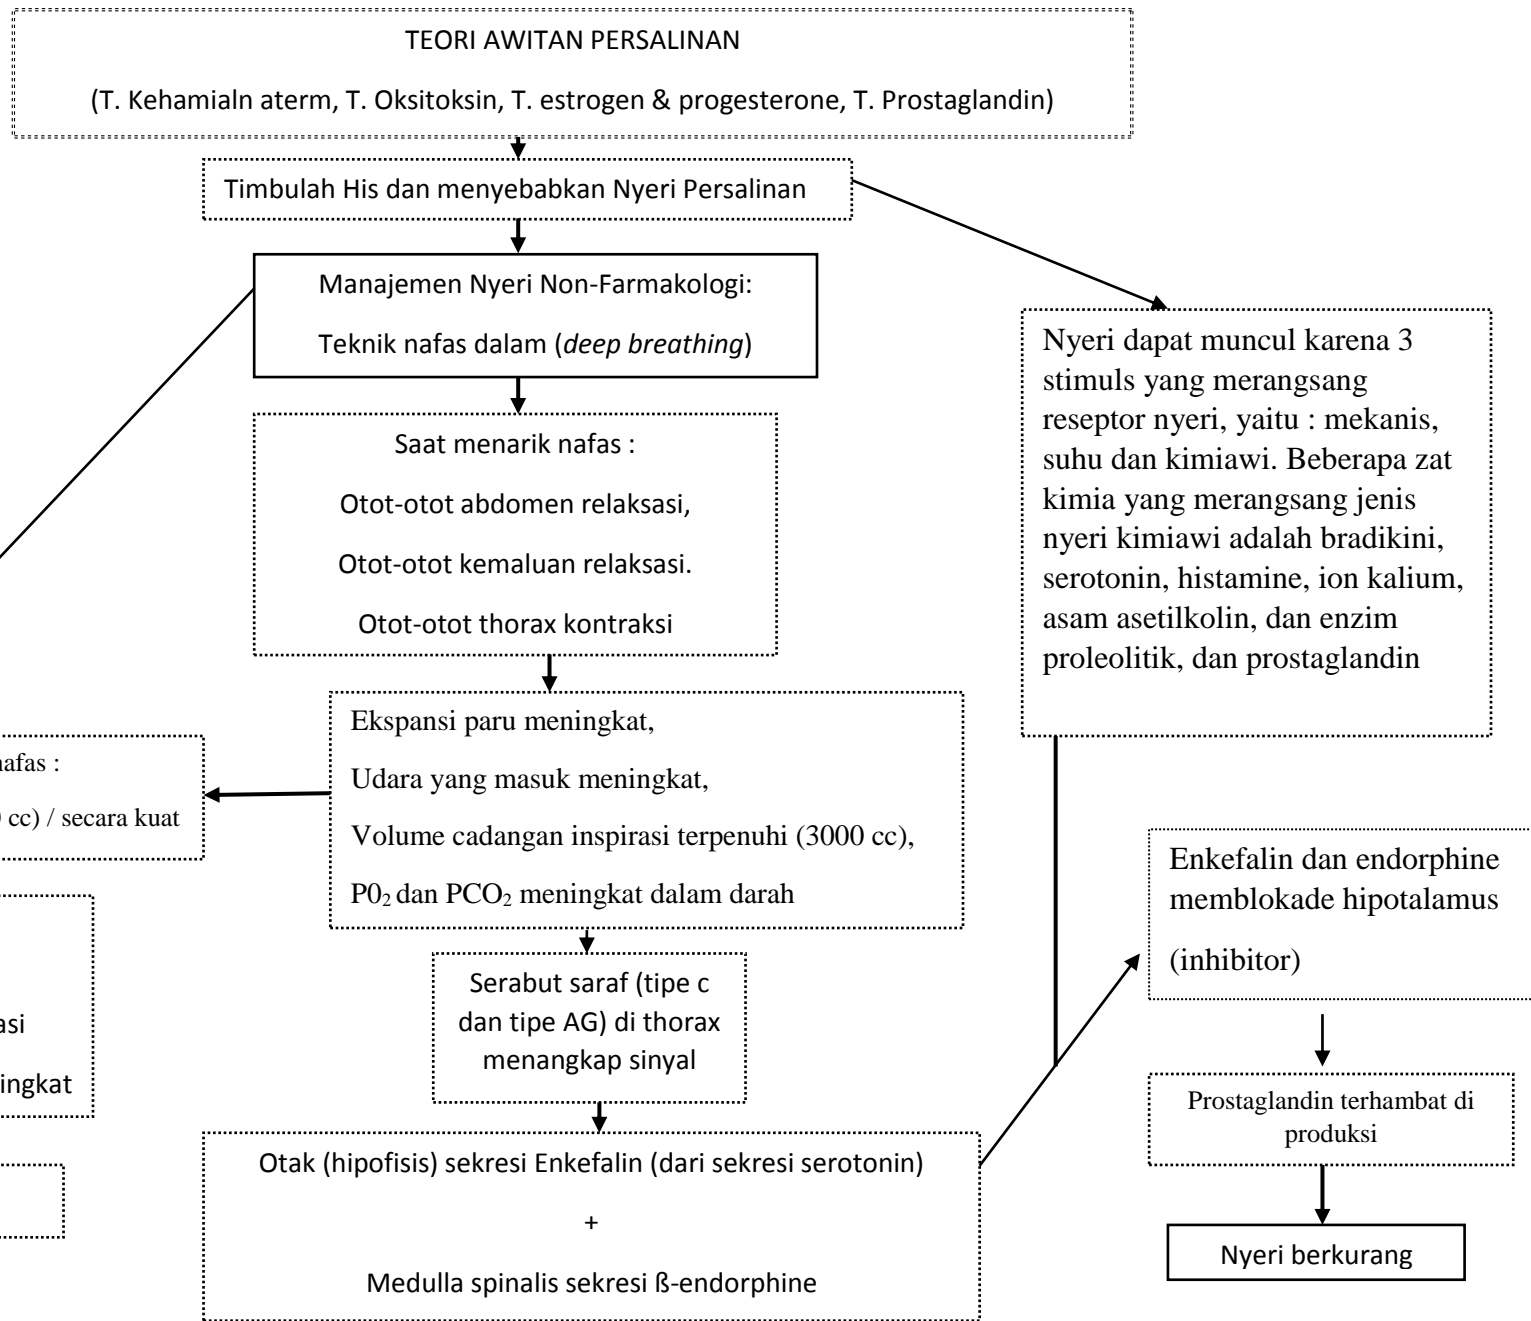 TEORI AWITAN PERSALINAN
(T. Kehamialn aterm, T. Oksitoksin, T. estrogen & progesterone, T. Prostaglandin)
Timbulah His dan menyebabkan Nyeri Persalinan
Manajemen Nyeri Non-Farmakologi:
Teknik nafas dalam (deep breathing)
Saat menarik nafas :
Otot-otot abdomen relaksasi,
Otot-otot kemaluan relaksasi.
Otot-otot thorax kontraksi
Nyeri dapat muncul karena 3
stimuls yang merangsang
reseptor nyeri, yaitu : mekanis,
suhu dan kimiawi. Beberapa zat
kimia yang merangsang jenis
nyeri kimiawi adalah bradikini,
serotonin, histamine, ion kalium,
asam asetilkolin, dan enzim
proleolitik, dan prostaglandin
Ekspansi paru meningkat,
Udara yang masuk meningkat,
Volume cadangan inspirasi terpenuhi (3000 cc),
P0₂ dan PCO₂ meningkat dalam darah
nafas :
cc) / secara kuat
asi
ingkat
Serabut saraf (tipe c
dan tipe AG) di thorax
menangkap sinyal
Otak (hipofisis) sekresi Enkefalin (dari sekresi serotonin)
+
Medulla spinalis sekresi ß-endorphine
Enkefalin dan endorphine
memblokade hipotalamus
(inhibitor)
Prostaglandin terhambat di
produksi
Nyeri berkurang